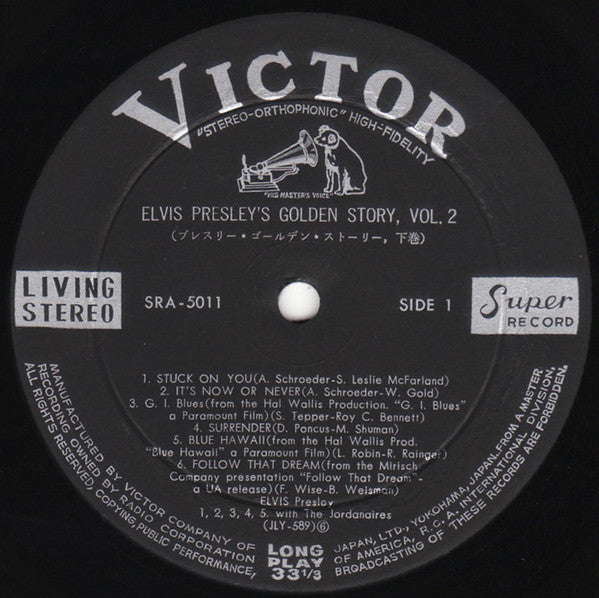 VICTOR
"STEREO-ORTHOPHONIC" HIGH-FIDELITY
"HIS MASTER'S VOICE"
ELVIS PRESLEY'S GOLDEN STORY, VOL. 2
(プレスリー・ゴールデン・ストーリー, 下巻)
LIVING
STEREO
SRA-5011
SIDE 1
Super
RECORD
1. STUCK ON YOU(A. Schroeder-S. Leslie McFarland)
2. IT'S NOW OR NEVER(A. Schroeder-W. Gold)
3. G. I. Blues(from the Hal Wallis Production. "G. I. Blues"
a Paramount Film)(S. Tepper-Roy C. Bennett)
4. SURRENDER(D. Poncus-M. Shuman)
5. BLUE HAWAII(from the Hal Wallis Prod.
"Blue Hawaii" a Paramount Film)(L. Robin-R. Rainger)
6. FOLLOW THAT DREAM(from the Mirisch
Company presentation "Follow That Dream"-
a UA release)(F. Wise-B. Weisman)
ELVIS Presley
1, 2, 3, 4, 5. with The Jordanaires
(JLY-589)⑥
LONG
PLAY
33 1/3
MANUFACTURED BY VICTOR COMPANY OF JAPAN, LTD., YOKOHAMA, JAPAN. FROM A MASTER
RECORDING OWNED BY RADIO CORPORATION OF AMERICA, R.C.A. INTERNATIONAL DIVISION,
ALL RIGHTS RESERVED, COPYING, PUBLIC PERFORMANCE, BROADCASTING OF THESE RECORDS ARE FORBIDDEN.